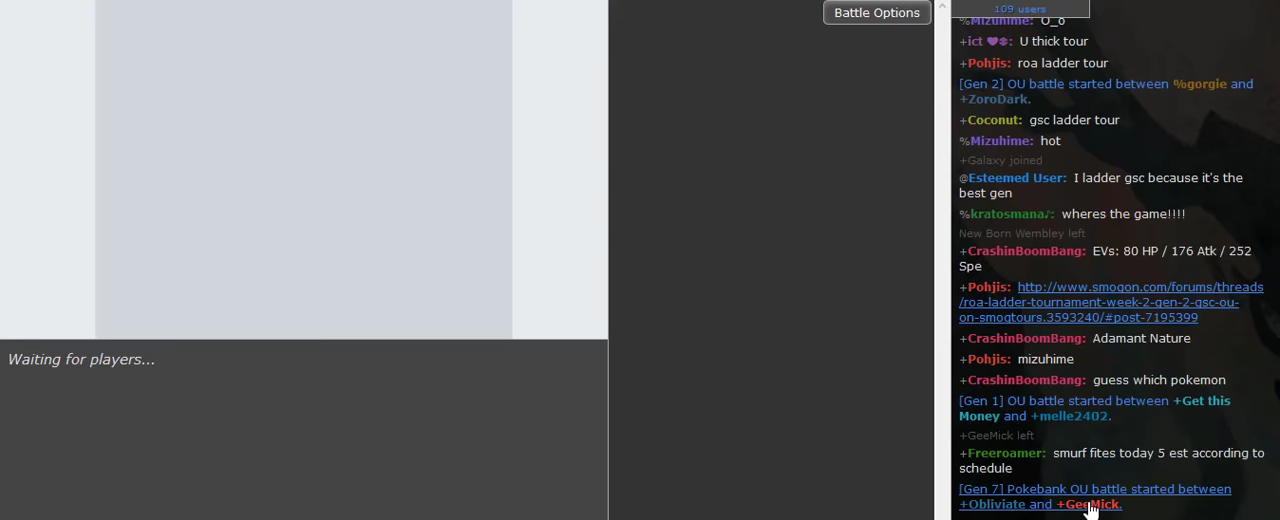 Battle Options
109 users
%Mizuhime: O_o
+ict ♥❄: U thick tour
+Pohjis: roa ladder tour
[Gen 2] OU battle started between %gorgie and
+ZoroDark.
+Coconut: gsc ladder tour
%Mizuhime: hot
+Galaxy joined
@Esteemed User: I ladder gsc because it's the
best gen
%kratosmana♪: wheres the game!!!!
New Born Wembley left
+CrashinBoomBang: EVs: 80 HP / 176 Atk / 252
Spe
+Pohjis: http://www.smogon.com/forums/threads
/roa-ladder-tournament-week-2-gen-2-gsc-ou-
on-smogtours.3593240/#post-7195399
+CrashinBoomBang: Adamant Nature
+Pohjis: mizuhime
+CrashinBoomBang: guess which pokemon
[Gen 1] OU battle started between +Get this
Money and +melle2402.
+GeeMick left
+Freeroamer: smurf fites today 5 est according to
schedule
[Gen 7] Pokebank OU battle started between
+Obliviate and +GeeMick.
Waiting for players...